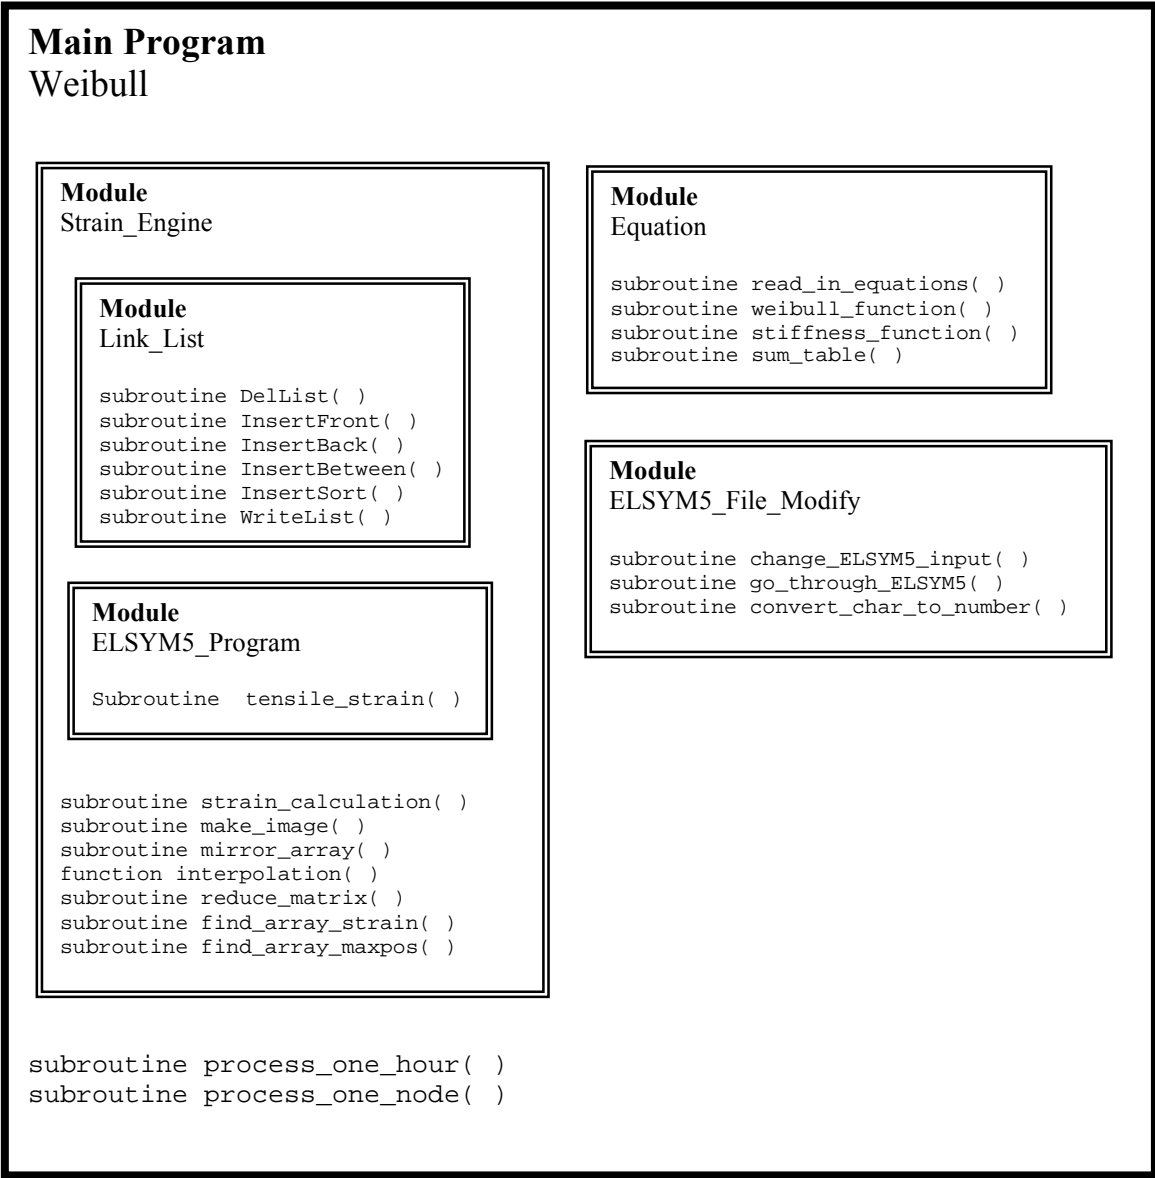 Main Program
Weibull
Module
Strain_Engine
Module
Link_List
subroutine DelList( )
subroutine InsertFront( )
subroutine InsertBack( )
subroutine InsertBetween( )
subroutine InsertSort( )
subroutine WriteList( )
Module
ELSYM5_Program
Subroutine  tensile_strain( )
subroutine strain_calculation( )
subroutine make_image( )
subroutine mirror_array( )
function interpolation( )
subroutine reduce_matrix( )
subroutine find_array_strain( )
subroutine find_array_maxpos( )
Module
Equation
subroutine read_in_equations( )
subroutine weibull_function( )
subroutine stiffness_function( )
subroutine sum_table( )
Module
ELSYM5_File_Modify
subroutine change_ELSYM5_input( )
subroutine go_through_ELSYM5( )
subroutine convert_char_to_number( )
subroutine process_one_hour( )
subroutine process_one_node( )